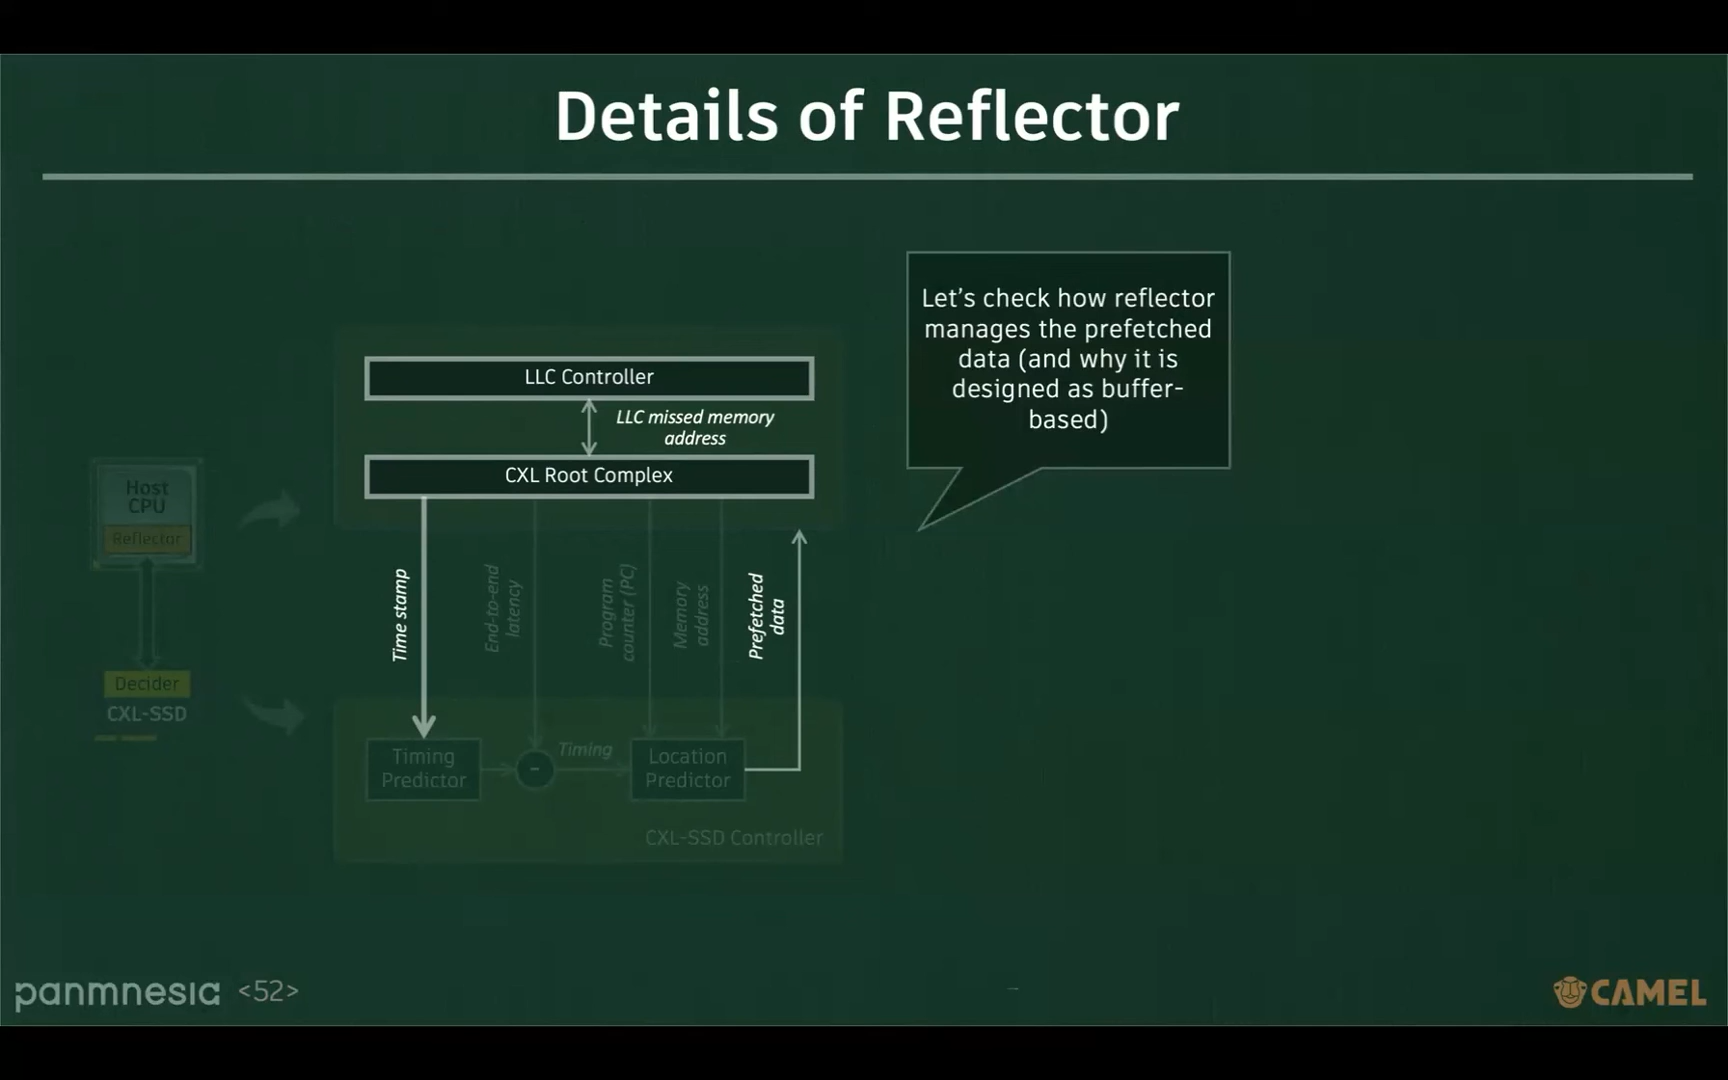 Details of Reflector
Let's check how reflector
manages the prefetched
data (and why it is
designed as buffer-
based)
LLC Controller
LLC missed memory
address
CXL Root Complex
Host
CPU
Reflector
Time stamp
End-to-end
latency
Program
counter (PC)
Memory
address
Prefetched
data
Decider
CXL-SSD
Timing
Predictor
-
Timing
Location
Predictor
CXL-SSD Controller
panmnesia
<52>
CAMEL